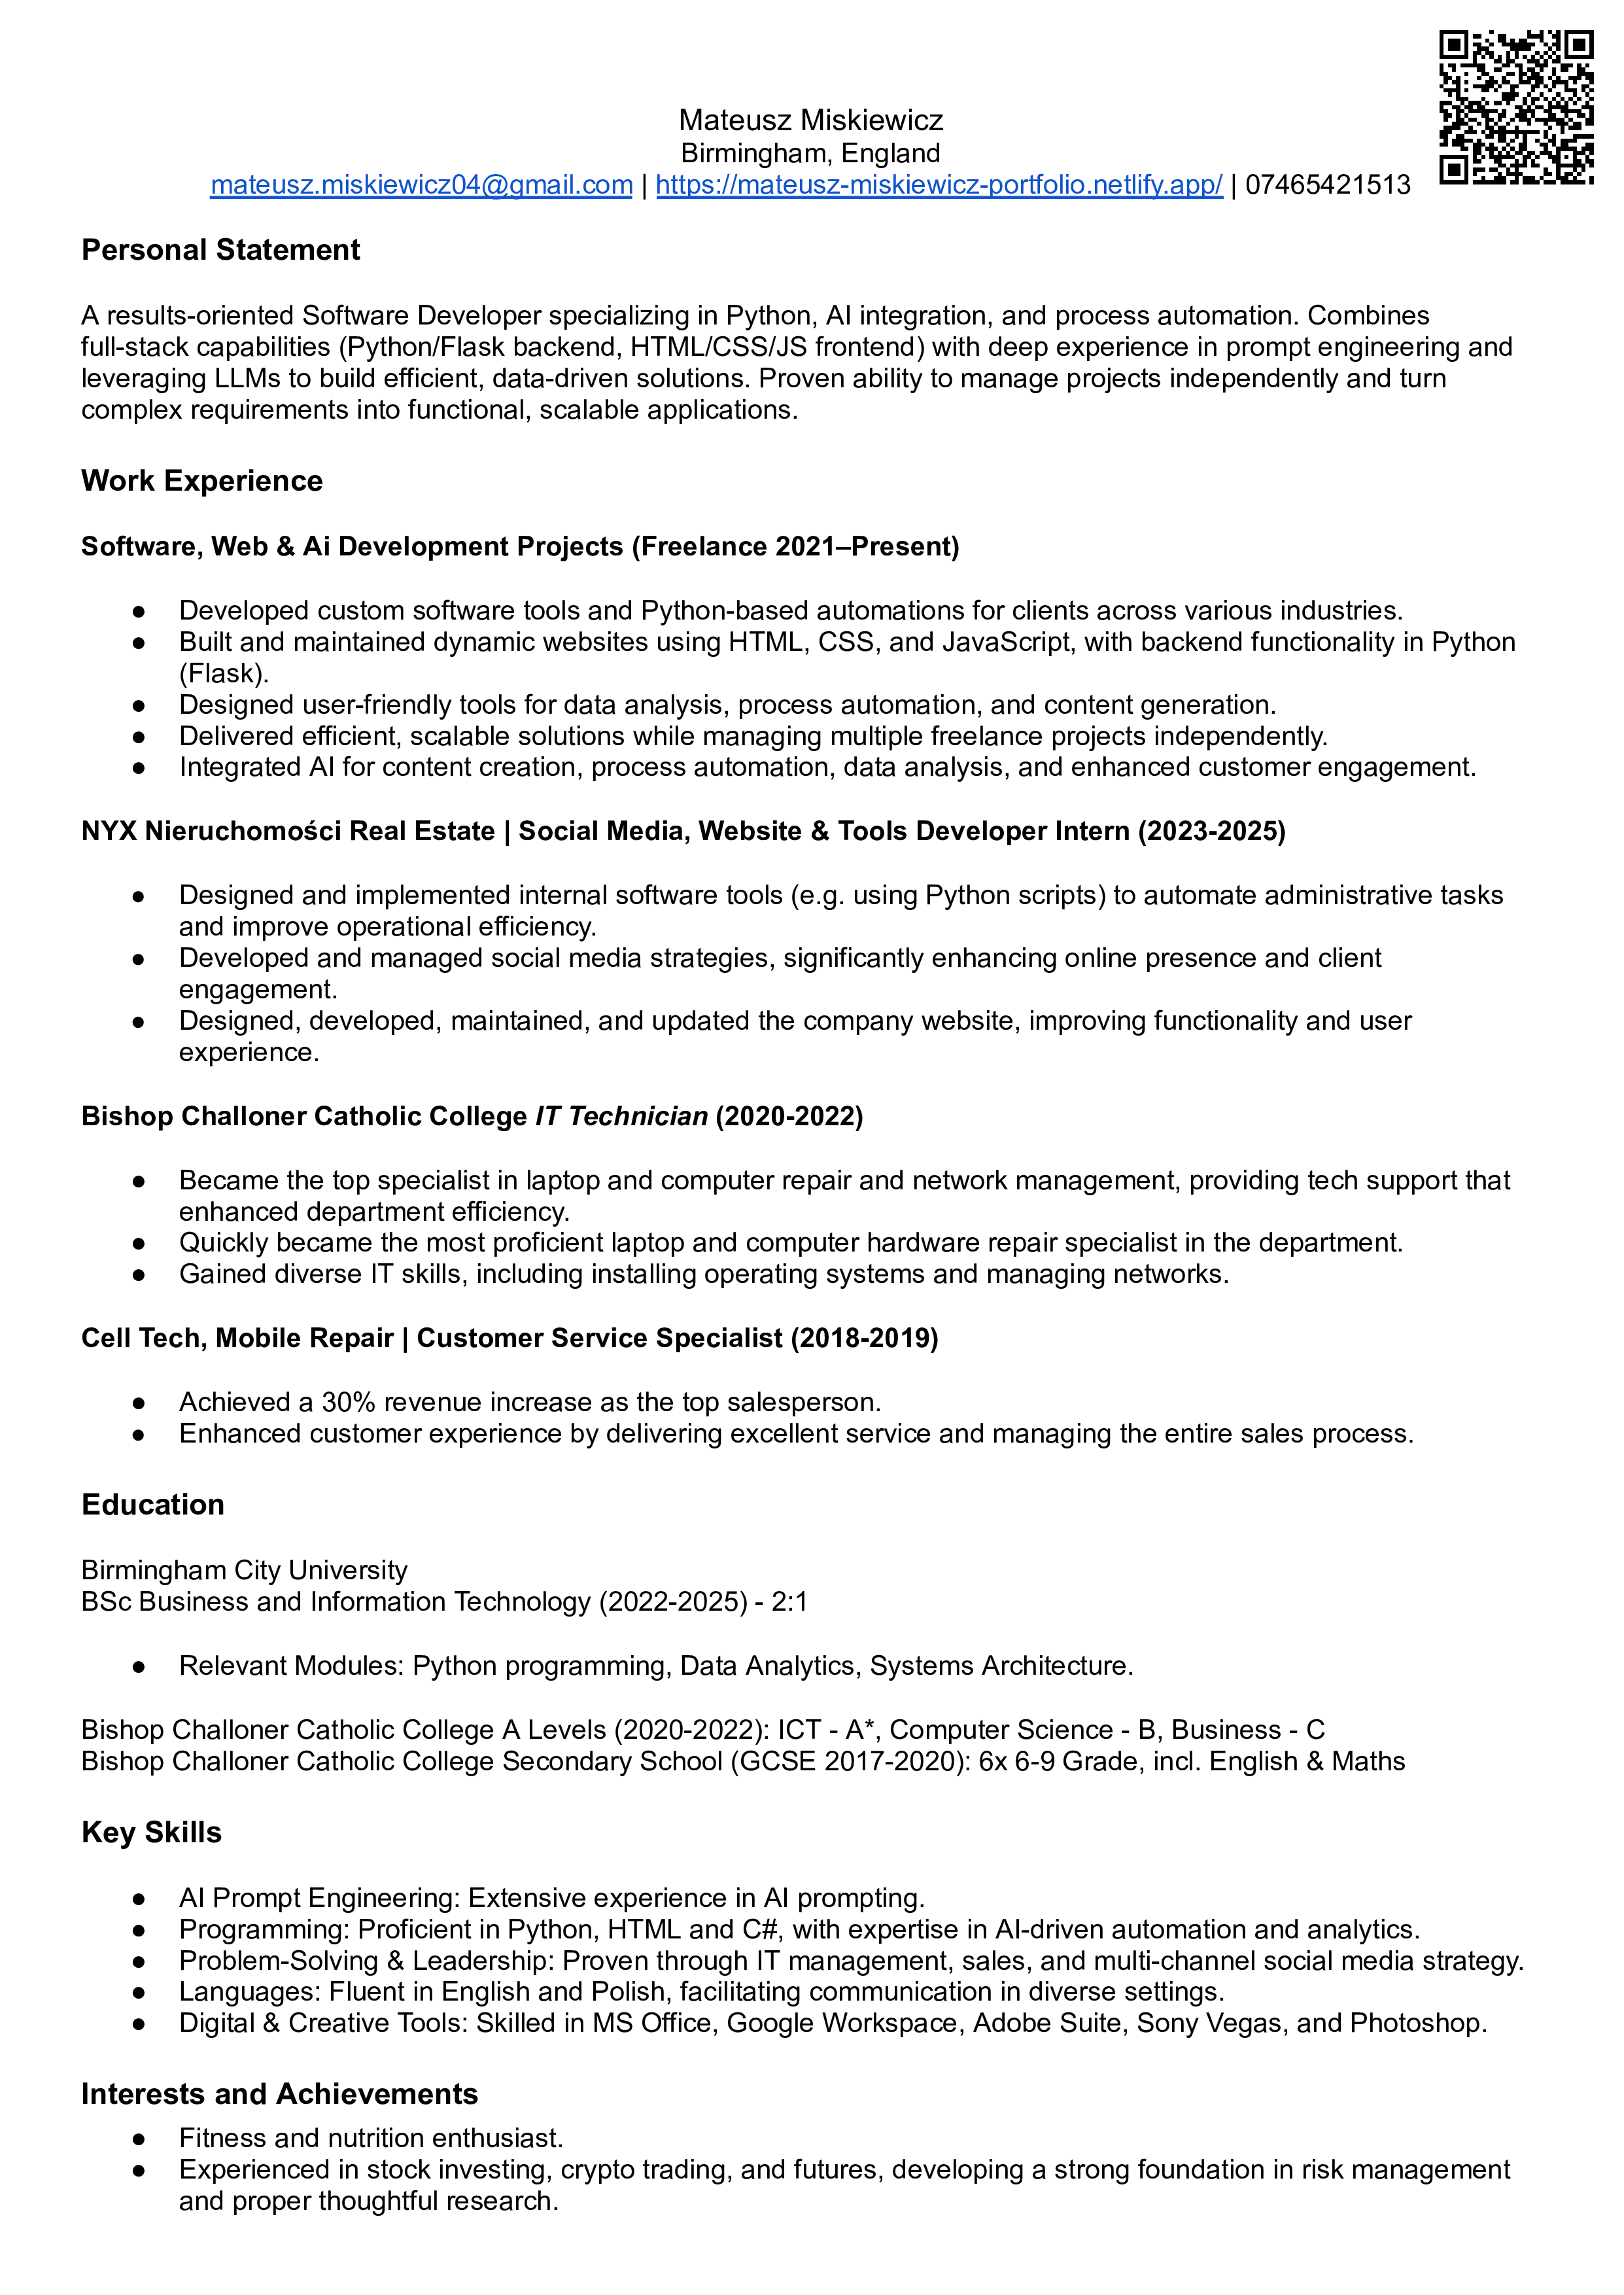 Mateusz Miskiewicz
Birmingham, England
mateusz.miskiewicz04@gmail.com | https://mateusz-miskiewicz-portfolio.netlify.app/ | 07465421513
Personal Statement
A results-oriented Software Developer specializing in Python, AI integration, and process automation. Combines
full-stack capabilities (Python/Flask backend, HTML/CSS/JS frontend) with deep experience in prompt engineering and
leveraging LLMs to build efficient, data-driven solutions. Proven ability to manage projects independently and turn
complex requirements into functional, scalable applications.
Work Experience
Software, Web & Ai Development Projects (Freelance 2021–Present)
● Developed custom software tools and Python-based automations for clients across various industries.
● Built and maintained dynamic websites using HTML, CSS, and JavaScript, with backend functionality in Python
(Flask).
● Designed user-friendly tools for data analysis, process automation, and content generation.
● Delivered efficient, scalable solutions while managing multiple freelance projects independently.
● Integrated AI for content creation, process automation, data analysis, and enhanced customer engagement.
NYX Nieruchomości Real Estate | Social Media, Website & Tools Developer Intern (2023-2025)
● Designed and implemented internal software tools (e.g. using Python scripts) to automate administrative tasks
and improve operational efficiency.
● Developed and managed social media strategies, significantly enhancing online presence and client
engagement.
● Designed, developed, maintained, and updated the company website, improving functionality and user
experience.
Bishop Challoner Catholic College IT Technician (2020-2022)
● Became the top specialist in laptop and computer repair and network management, providing tech support that
enhanced department efficiency.
● Quickly became the most proficient laptop and computer hardware repair specialist in the department.
● Gained diverse IT skills, including installing operating systems and managing networks.
Cell Tech, Mobile Repair | Customer Service Specialist (2018-2019)
● Achieved a 30% revenue increase as the top salesperson.
● Enhanced customer experience by delivering excellent service and managing the entire sales process.
Education
Birmingham City University
BSc Business and Information Technology (2022-2025) - 2:1
● Relevant Modules: Python programming, Data Analytics, Systems Architecture.
Bishop Challoner Catholic College A Levels (2020-2022): ICT - A*, Computer Science - B, Business - C
Bishop Challoner Catholic College Secondary School (GCSE 2017-2020): 6x 6-9 Grade, incl. English & Maths
Key Skills
● AI Prompt Engineering: Extensive experience in AI prompting.
● Programming: Proficient in Python, HTML and C#, with expertise in AI-driven automation and analytics.
● Problem-Solving & Leadership: Proven through IT management, sales, and multi-channel social media strategy.
● Languages: Fluent in English and Polish, facilitating communication in diverse settings.
● Digital & Creative Tools: Skilled in MS Office, Google Workspace, Adobe Suite, Sony Vegas, and Photoshop.
Interests and Achievements
● Fitness and nutrition enthusiast.
● Experienced in stock investing, crypto trading, and futures, developing a strong foundation in risk management
and proper thoughtful research.